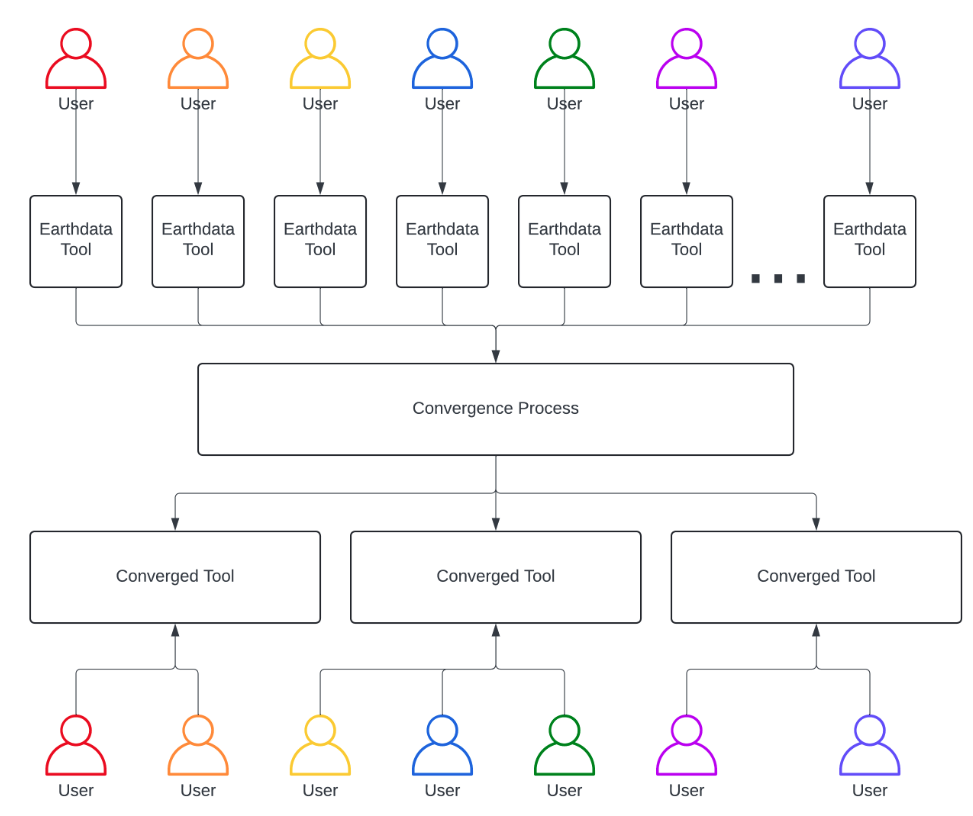 User
User
User
User
User
User
User
Earthdata
Tool
Earthdata
Tool
Earthdata
Tool
Earthdata
Tool
Earthdata
Tool
Earthdata
Tool
Earthdata
Tool
...
Convergence Process
Converged Tool
Converged Tool
Converged Tool
User
User
User
User
User
User
User